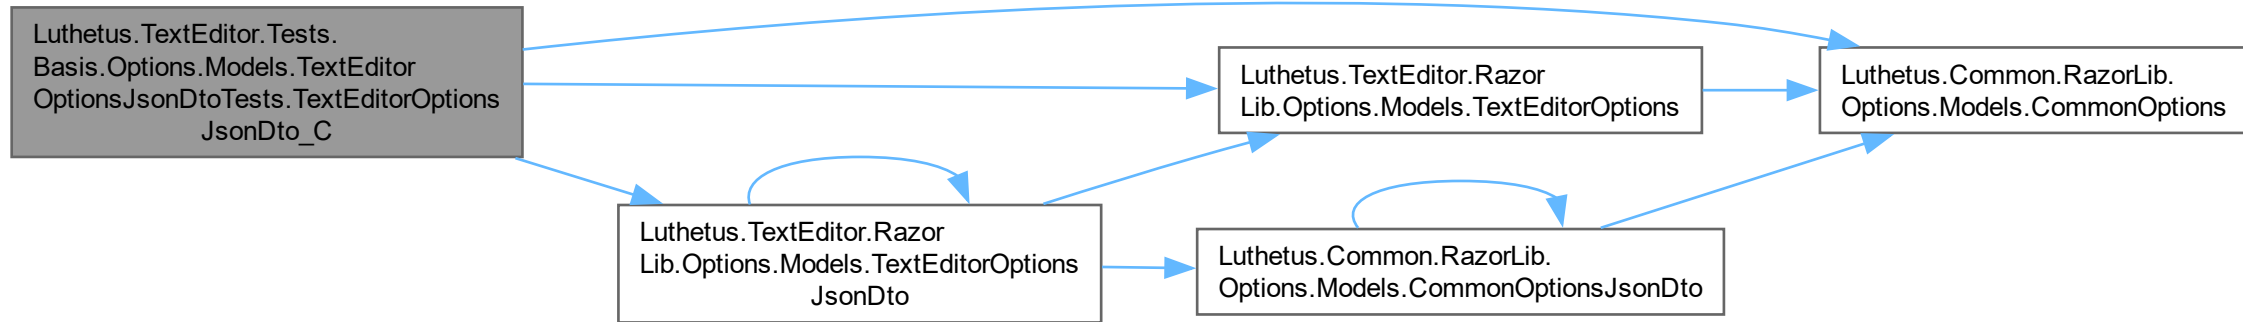 Luthetus.TextEditor.Tests.
Basis.Options.Models.TextEditor
OptionsJsonDtoTests.TextEditorOptions
JsonDto_C
Luthetus.TextEditor.Razor
Lib.Options.Models.TextEditorOptions
Luthetus.Common.RazorLib.
Options.Models.CommonOptions
Luthetus.TextEditor.Razor
Lib.Options.Models.TextEditorOptions
JsonDto
Luthetus.Common.RazorLib.
Options.Models.CommonOptionsJsonDto